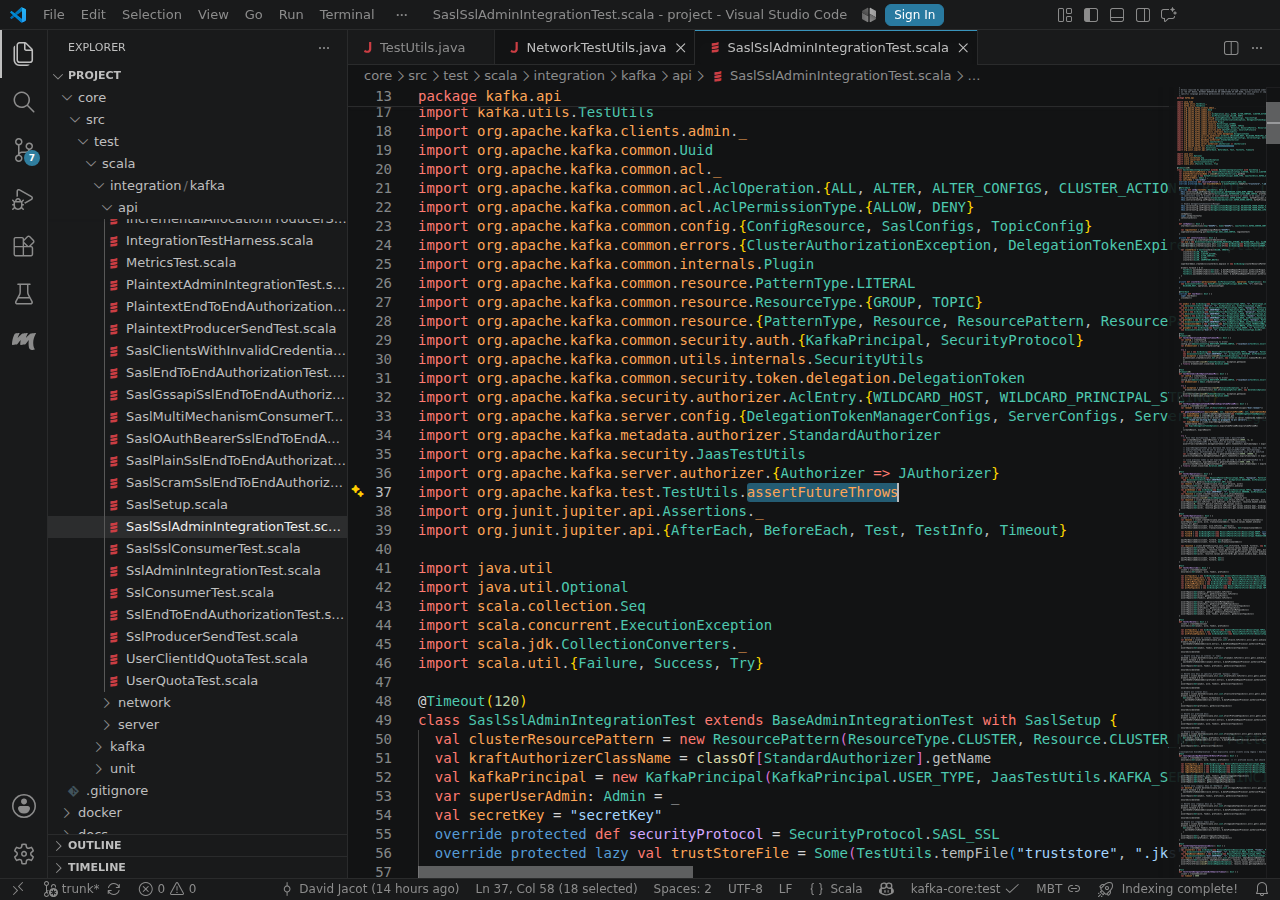 File Edit Selection View Go Run Terminal ···
SaslSslAdminIntegrationTest.scala - project - Visual Studio Code
Sign In
EXPLORER
TestUtils.java
NetworkTestUtils.java
SaslSslAdminIntegrationTest.scala
PROJECT
core
src
test
scala
integration/kafka
api
IncrementalAllocationProducerS...
IntegrationTestHarness.scala
MetricsTest.scala
PlaintextAdminIntegrationTest.s...
PlaintextEndToEndAuthorization...
PlaintextProducerSendTest.scala
SaslClientsWithInvalidCredentia...
SaslEndToEndAuthorizationTest....
SaslGssapiSslEndToEndAuthoriz...
SaslMultiMechanismConsumerT...
SaslOAuthBearerSslEndToEndA...
SaslPlainSslEndToEndAuthorizat...
SaslScramSslEndToEndAuthoriz...
SaslSetup.scala
SaslSslAdminIntegrationTest.sc...
SaslSslConsumerTest.scala
SslAdminIntegrationTest.scala
SslConsumerTest.scala
SslEndToEndAuthorizationTest.s...
SslProducerSendTest.scala
UserClientIdQuotaTest.scala
UserQuotaTest.scala
network
server
kafka
unit
.gitignore
docker
docs
OUTLINE
TIMELINE
7
core > src > test > scala > integration > kafka > api > SaslSslAdminIntegrationTest.scala > ...
13 package kafka.api
17 import kafka.utils.TestUtils
18 import org.apache.kafka.clients.admin._
19 import org.apache.kafka.common.Uuid
20 import org.apache.kafka.common.acl._
21 import org.apache.kafka.common.acl.AclOperation.{ALL, ALTER, ALTER_CONFIGS, CLUSTER_ACTIO
22 import org.apache.kafka.common.acl.AclPermissionType.{ALLOW, DENY}
23 import org.apache.kafka.common.config.{ConfigResource, SaslConfigs, TopicConfig}
24 import org.apache.kafka.common.errors.{ClusterAuthorizationException, DelegationTokenExpi
25 import org.apache.kafka.common.internals.Plugin
26 import org.apache.kafka.common.resource.PatternType.LITERAL
27 import org.apache.kafka.common.resource.ResourceType.{GROUP, TOPIC}
28 import org.apache.kafka.common.resource.{PatternType, Resource, ResourcePattern, Resource
29 import org.apache.kafka.common.security.auth.{KafkaPrincipal, SecurityProtocol}
30 import org.apache.kafka.common.utils.internals.SecurityUtils
31 import org.apache.kafka.common.security.token.delegation.DelegationToken
32 import org.apache.kafka.security.authorizer.AclEntry.{WILDCARD_HOST, WILDCARD_PRINCIPAL_ST
33 import org.apache.kafka.server.config.{DelegationTokenManagerConfigs, ServerConfigs, Serve
34 import org.apache.kafka.metadata.authorizer.StandardAuthorizer
35 import org.apache.kafka.security.JaasTestUtils
36 import org.apache.kafka.server.authorizer.{Authorizer => JAuthorizer}
37 import org.apache.kafka.test.TestUtils.assertFutureThrows
38 import org.junit.jupiter.api.Assertions._
39 import org.junit.jupiter.api.{AfterEach, BeforeEach, Test, TestInfo, Timeout}
40
41 import java.util
42 import java.util.Optional
43 import scala.collection.Seq
44 import scala.concurrent.ExecutionException
45 import scala.jdk.CollectionConverters._
46 import scala.util.{Failure, Success, Try}
47
48 @Timeout(120)
49 class SaslSslAdminIntegrationTest extends BaseAdminIntegrationTest with SaslSetup {
50 val clusterResourcePattern = new ResourcePattern(ResourceType.CLUSTER, Resource.CLUSTER
51 val kraftAuthorizerClassName = classOf[StandardAuthorizer].getName
52 val kafkaPrincipal = new KafkaPrincipal(KafkaPrincipal.USER_TYPE, JaasTestUtils.KAFKA_SE
53 var superUserAdmin: Admin = _
54 val secretKey = "secretKey"
55 override protected def securityProtocol = SecurityProtocol.SASL_SSL
56 override protected lazy val trustStoreFile = Some(TestUtils.tempFile("truststore", ".jks
57
trunk* 0 0 David Jacot (14 hours ago) Ln 37, Col 58 (18 selected) Spaces: 2 UTF-8 LF { } Scala kafka-core:test MBT Indexing complete!